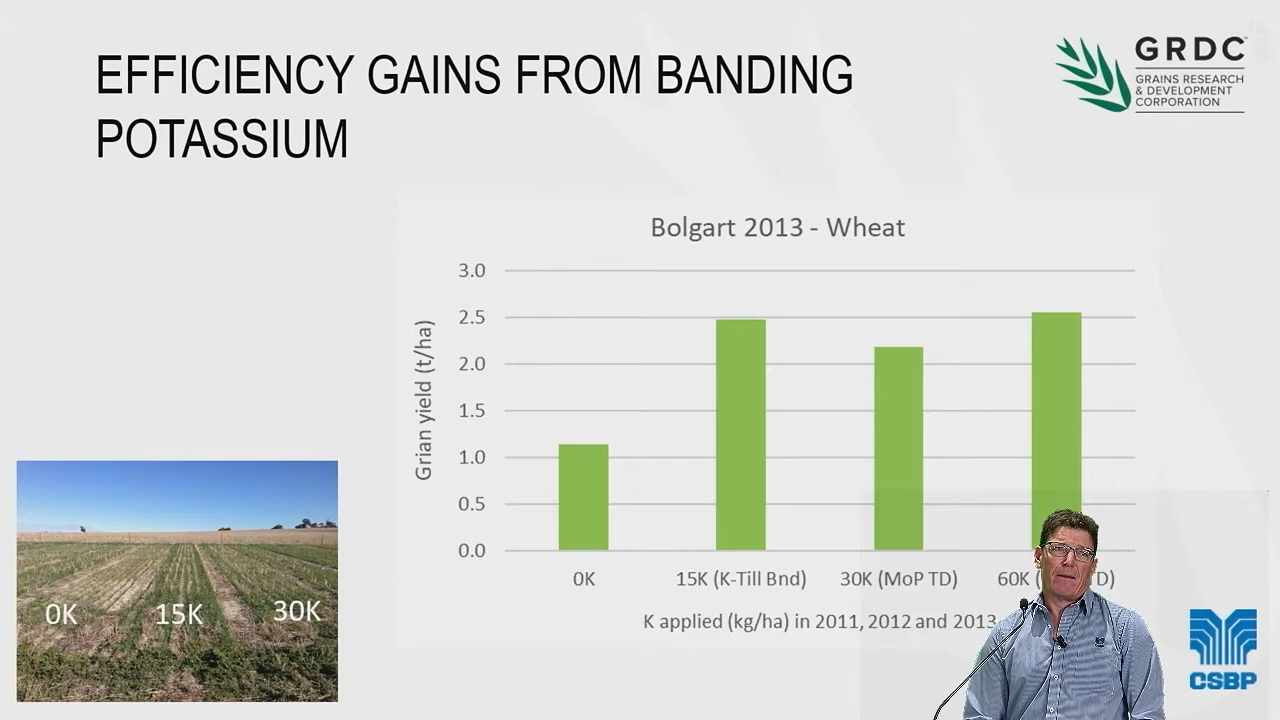 EFFICIENCY GAINS FROM BANDING
POTASSIUM
GRDC™
GRAINS RESEARCH
& DEVELOPMENT
CORPORATION
Bolgart 2013 - Wheat
3.0
2.5
2.0
1.5
1.0
0.5
0.0
Grian yield (t/ha)
0K
15K (K-Till Bnd)
30K (MoP TD)
60K (
D)
K applied (kg/ha) in 2011, 2012 and 2013
0K
15K
30K
CSBP